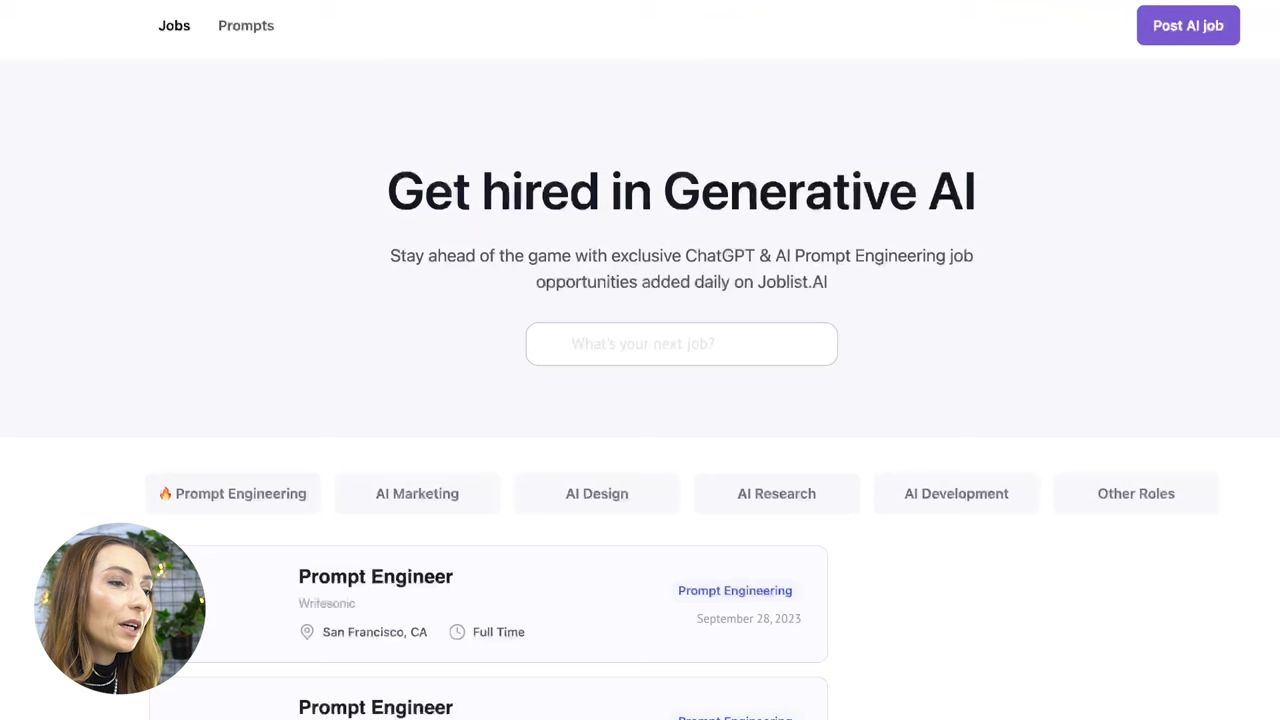 Jobs
Prompts
Post AI job
Get hired in Generative AI
Stay ahead of the game with exclusive ChatGPT & AI Prompt Engineering job
opportunities added daily on Joblist.AI
What's your next job?
🔥 Prompt Engineering
AI Marketing
AI Design
AI Research
AI Development
Other Roles
Prompt Engineer
Writesonic
San Francisco, CA
Full Time
Prompt Engineering
September 28, 2023
Prompt Engineer
Prompt Engineering